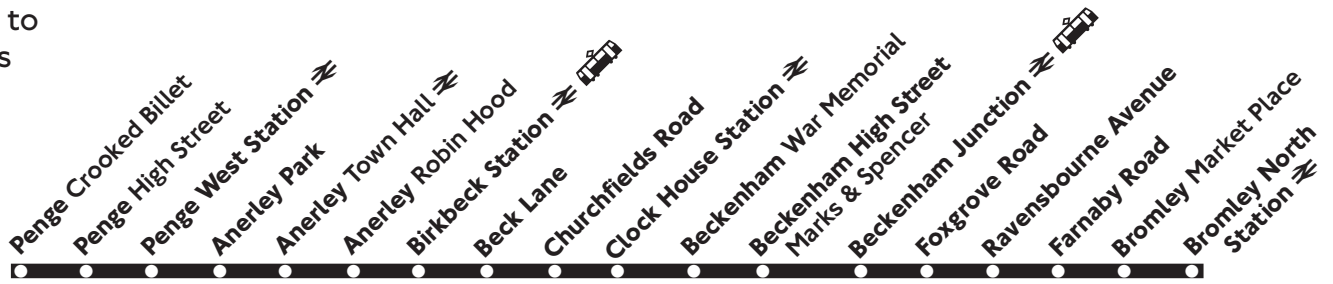 to
s
Penge Crooked Billet
Penge High Street
Penge West Station
Anerley Park
Anerley Town Hall
Anerley Robin Hood
Birkbeck Station
Beck Lane
Churchfields Road
Clock House Station
Beckenham War Memorial
Beckenham High Street
Marks & Spencer
Beckenham Junction
Foxgrove Road
Ravensbourne Avenue
Farnaby Road
Bromley Market Place
Bromley North
Station